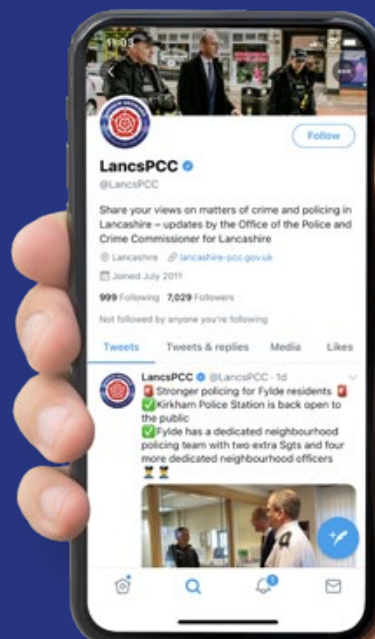 11:03
Follow
LancsPCC
@LancsPCC
Share your views on matters of crime and policing in
Lancashire – updates by the Office of the Police and
Crime Commissioner for Lancashire
Lancashire lancashire-pcc.gov.uk
Joined July 2011
999 Following 7,029 Followers
Not followed by anyone you're following
Tweets Tweets & replies Media Likes
LancsPCC @LancsPCC · 1d
🚨 Stronger policing for Fylde residents 🚨
✅Kirkham Police Station is back open to
the public
✅Fylde has a dedicated neighbourhood
policing team with two extra Sgts and four
more dedicated neighbourhood officers